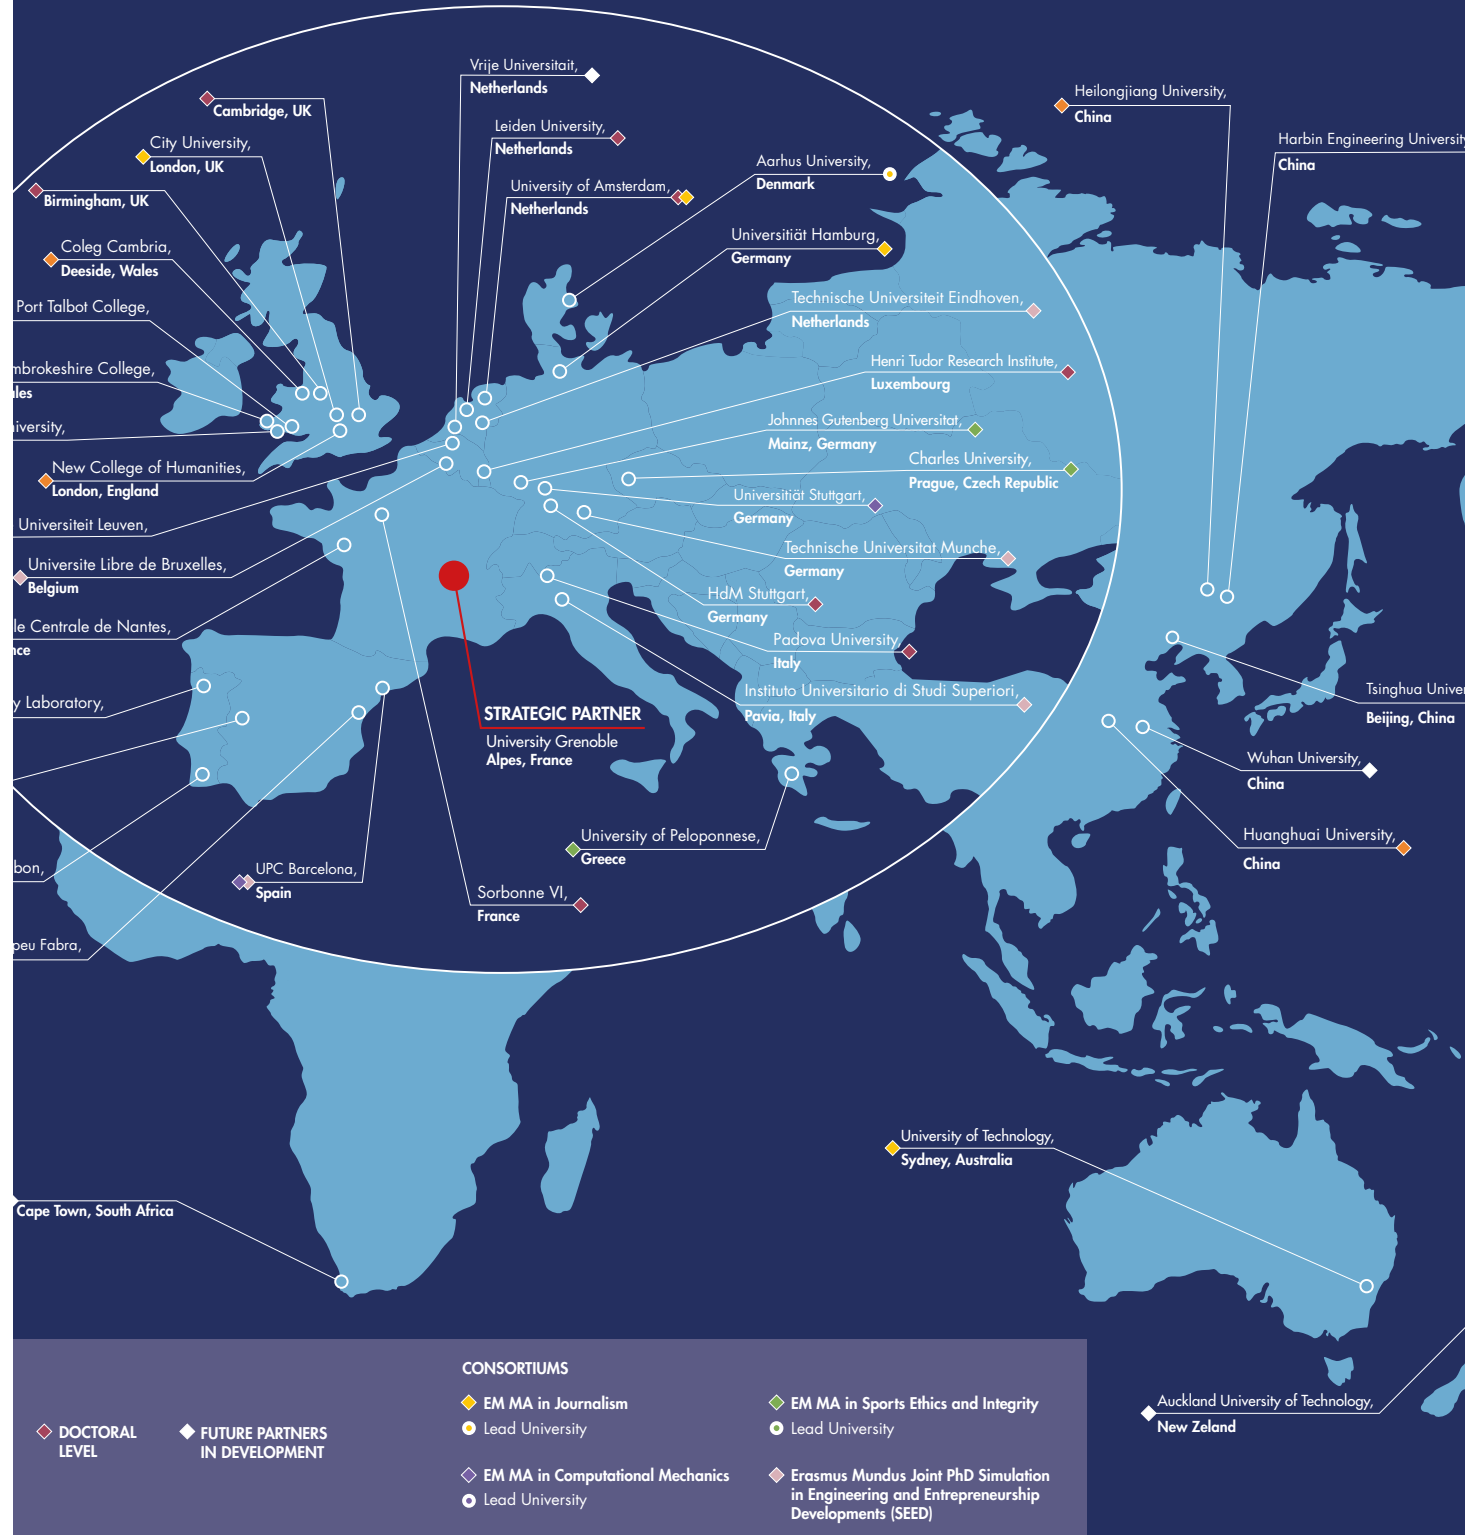 Vrije Universitait,
Netherlands
Cambridge, UK
Heilongjiang University,
China
Leiden University,
Netherlands
City University,
London, UK
Harbin Engineering University
China
Aarhus University,
Denmark
University of Amsterdam,
Netherlands
Birmingham, UK
Universitiät Hamburg,
Germany
Coleg Cambria,
Deeside, Wales
Technische Universiteit Eindhoven,
Netherlands
Port Talbot College,
Henri Tudor Research Institute,
Luxembourg
mbrokeshire College,
ales
Johnnes Gutenberg Universitat,
Mainz, Germany
iversity,
Charles University,
Prague, Czech Republic
New College of Humanities,
London, England
Universitiät Stuttgart,
Germany
Universiteit Leuven,
Technische Universitat Munche,
Germany
Universite Libre de Bruxelles,
Belgium
HdM Stuttgart,
Germany
le Centrale de Nantes,
nce
Padova University,
Italy
Instituto Universitario di Studi Superiori,
Pavia, Italy
y Laboratory,
Tsinghua Univer
Beijing, China
STRATEGIC PARTNER
University Grenoble
Alpes, France
Wuhan University,
China
University of Peloponnese,
Greece
Huanghuai University,
China
bon,
UPC Barcelona,
Spain
Sorbonne VI,
France
peu Fabra,
University of Technology,
Sydney, Australia
Cape Town, South Africa
Auckland University of Technology,
New Zeland
CONSORTIUMS
EM MA in Journalism
Lead University
EM MA in Sports Ethics and Integrity
Lead University
DOCTORAL
LEVEL
FUTURE PARTNERS
IN DEVELOPMENT
EM MA in Computational Mechanics
Lead University
Erasmus Mundus Joint PhD Simulation
in Engineering and Entrepreneurship
Developments (SEED)